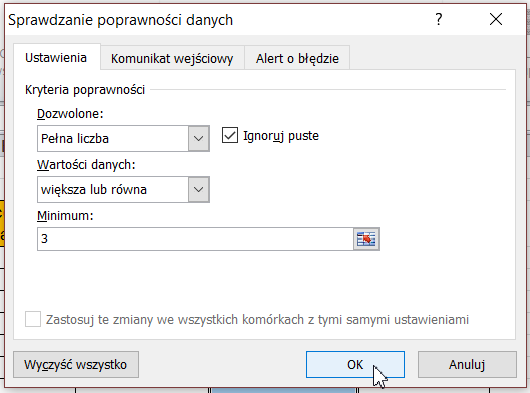 Sprawdzanie poprawności danych
Ustawienia Komunikat wejściowy Alert o błędzie
Kryteria poprawności
Dozwolone:
Pełna liczba Ignoruj puste
Wartości danych:
większa lub równa
Minimum:
3
Zastosuj te zmiany we wszystkich komórkach z tymi samymi ustawieniami
Wyczyść wszystko OK Anuluj